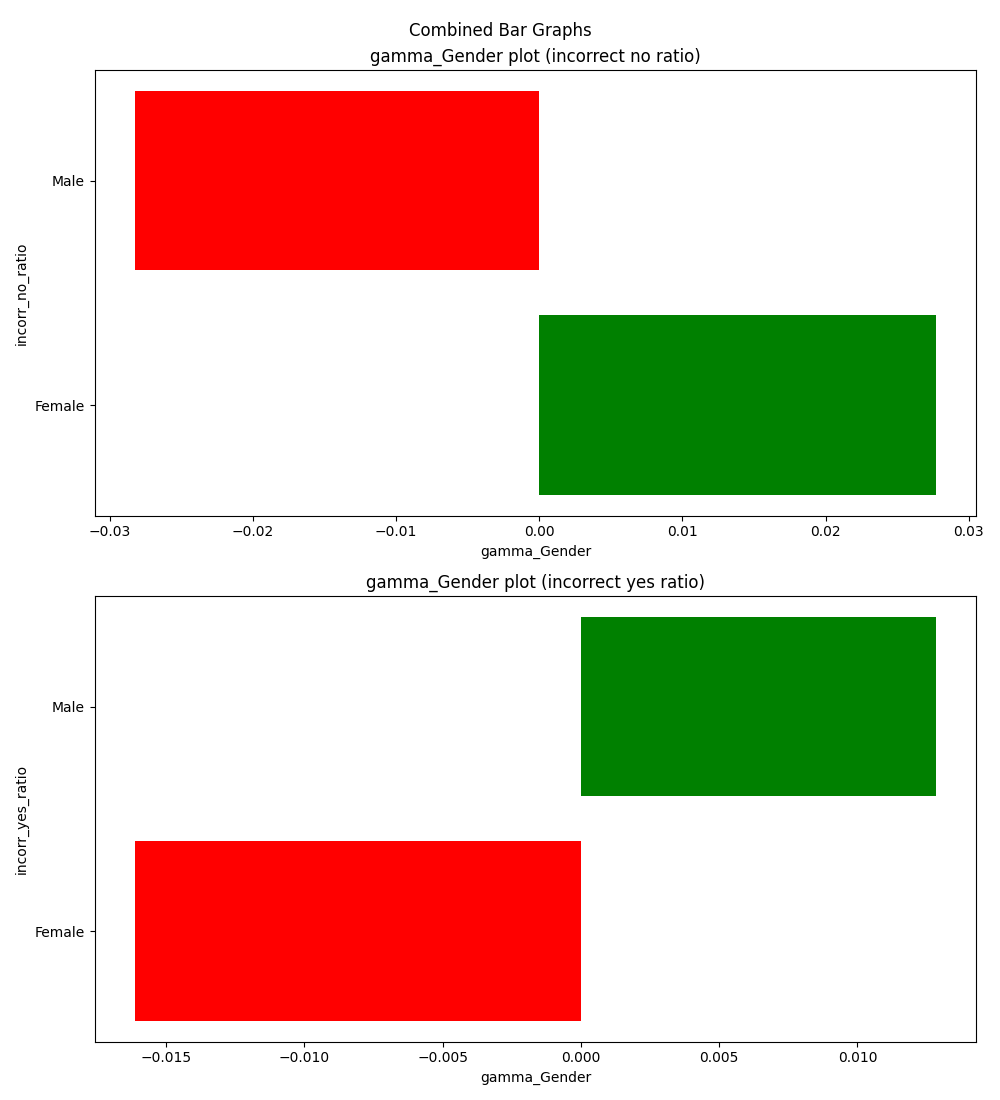 Combined Bar Graphs
gamma_Gender plot (incorrect no ratio)
Male
Female
incorr_no_ratio
−0.03 −0.02 −0.01 0.00 0.01 0.02 0.03
gamma_Gender
gamma_Gender plot (incorrect yes ratio)
Male
Female
incorr_yes_ratio
−0.015 −0.010 −0.005 0.000 0.005 0.010
gamma_Gender